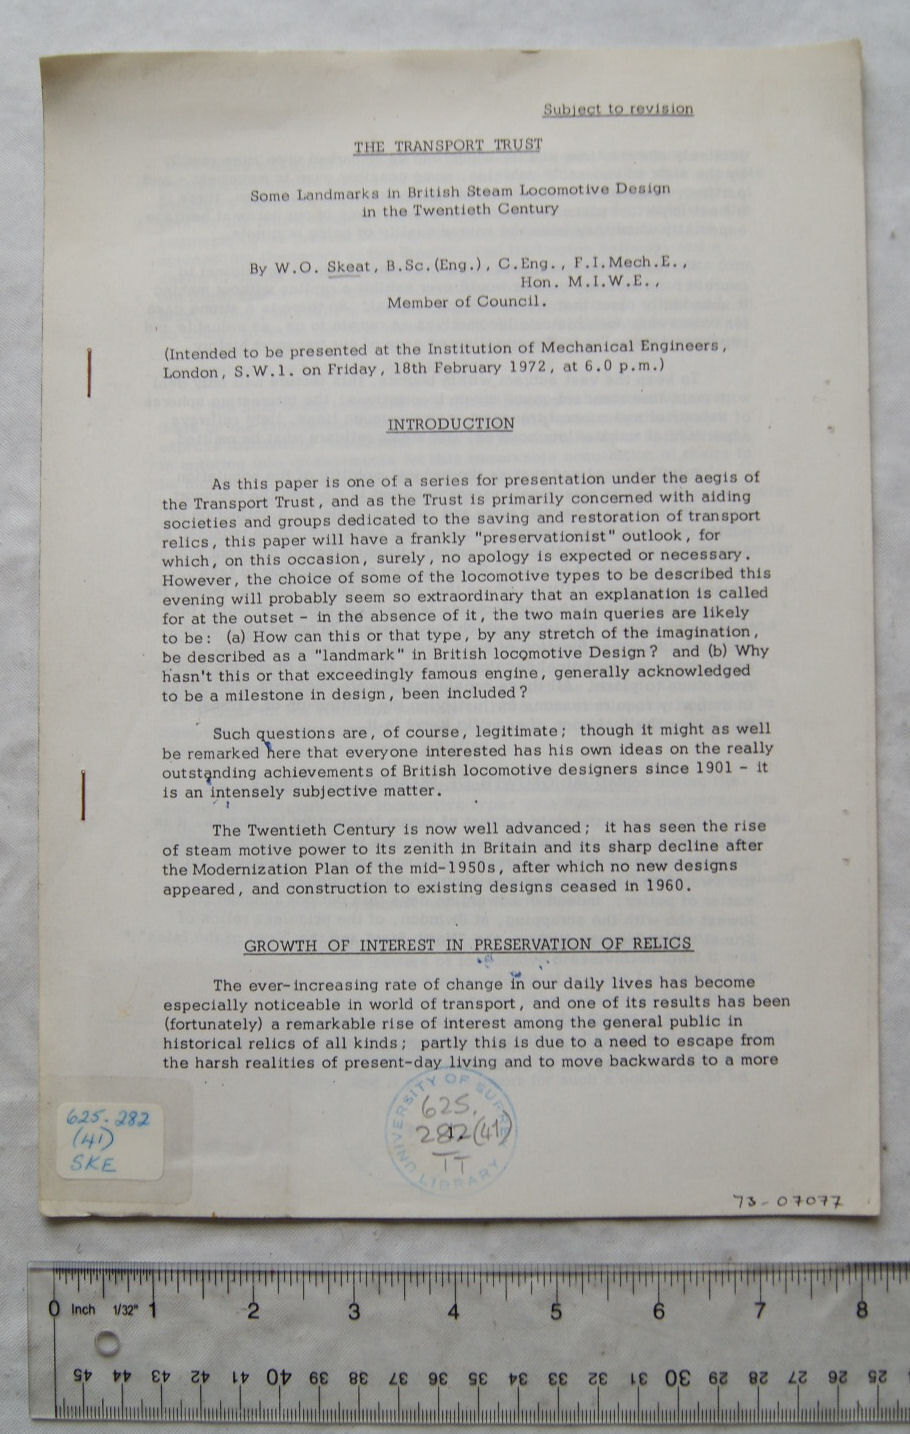 Subject to revision
THE TRANSPORT TRUST
Some Landmarks in British Steam Locomotive Design
in the Twentieth Century
By W.O. Skeat, B.Sc.(Eng.), C.Eng., F.I.Mech.E.,
Hon. M.I.W.E.,
Member of Council.
(Intended to be presented at the Institution of Mechanical Engineers,
London, S.W.1. on Friday, 18th February 1972, at 6.0 p.m.)
INTRODUCTION
As this paper is one of a series for presentation under the aegis of
the Transport Trust, and as the Trust is primarily concerned with aiding
societies and groups dedicated to the saving and restoration of transport
relics, this paper will have a frankly "preservationist" outlook, for
which, on this occasion, surely, no apology is expected or necessary.
However, the choice of some of the locomotive types to be described this
evening will probably seem so extraordinary that an explanation is called
for at the outset - in the absence of it, the two main queries are likely
to be: (a) How can this or that type, by any stretch of the imagination,
be described as a "landmark" in British locomotive Design? and (b) Why
hasn't this or that exceedingly famous engine, generally acknowledged
to be a milestone in design, been included?
Such questions are, of course, legitimate; though it might as well
be remarked here that everyone interested has his own ideas on the really
outstanding achievements of British locomotive designers since 1901 - it
is an intensely subjective matter.
The Twentieth Century is now well advanced; it has seen the rise
of steam motive power to its zenith in Britain and its sharp decline after
the Modernization Plan of the mid-1950s, after which no new designs
appeared, and construction to existing designs ceased in 1960.
GROWTH OF INTEREST IN PRESERVATION OF RELICS
The ever-increasing rate of change in our daily lives has become
especially noticeable in world of transport, and one of its results has been
(fortunately) a remarkable rise of interest among the general public in
historical relics of all kinds; partly this is due to a need to escape from
the harsh realities of present-day living and to move backwards to a more
UNIVERSITY OF SURREY
LIBRARY
625.
282(41)
TT
1
625.282
(41)
SKE
73-07077
0 Inch 1/32" 1 2 3 4 5 6 7 8
45 44 43 42 41 40 39 38 37 36 35 34 33 32 31 30 29 28 27 26 25